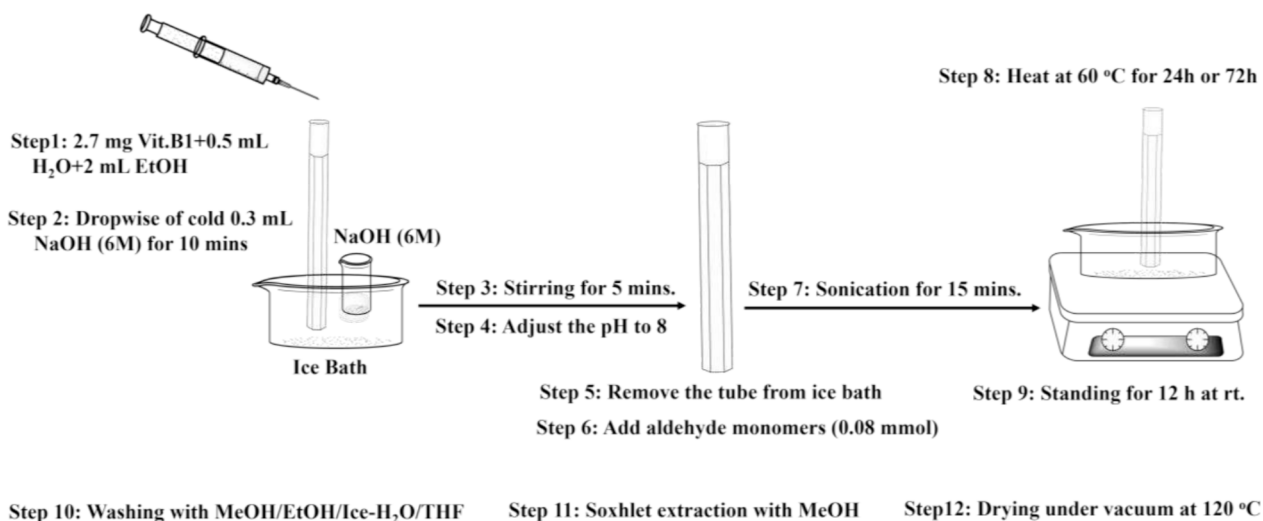 Step 8: Heat at 60 °C for 24h or 72h
Step1: 2.7 mg Vit.B1+0.5 mL
H₂O+2 mL EtOH
Step 2: Dropwise of cold 0.3 mL
NaOH (6M) for 10 mins
NaOH (6M)
Ice Bath
Step 3: Stirring for 5 mins.
Step 4: Adjust the pH to 8
Step 5: Remove the tube from ice bath
Step 6: Add aldehyde monomers (0.08 mmol)
Step 7: Sonication for 15 mins.
Step 9: Standing for 12 h at rt.
Step 10: Washing with MeOH/EtOH/Ice-H₂O/THF
Step 11: Soxhlet extraction with MeOH
Step12: Drying under vacuum at 120 °C